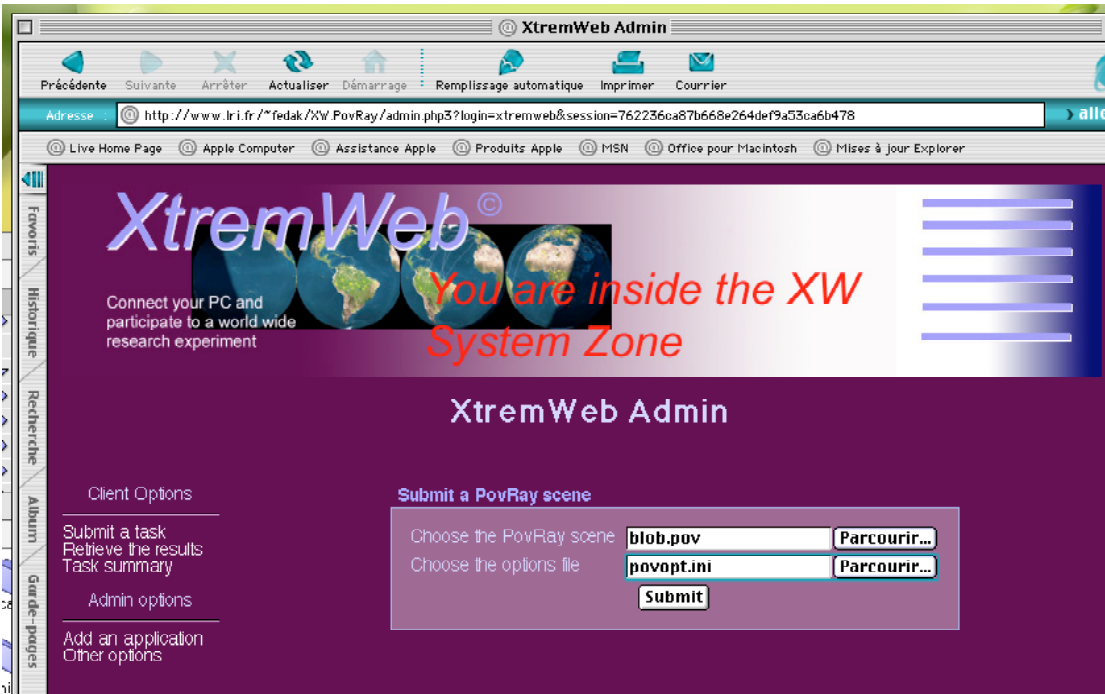 XtremWeb Admin
Précédente Suivante Arrêter Actualiser Démarrage Remplissage automatique Imprimer Courrier
Adresse : http://www.lri.fr/~fedak/XW.PovRay/admin.php3?login=xtremweb&session=762236ca87b668e264def9a53ca6b478
Live Home Page Apple Computer Assistance Apple Produits Apple MSN Office pour Macintosh Mises à jour Explorer
Favoris
Historique
Recherche
Album
Garde-pages
XtremWeb©
Connect your PC and
participate to a world wide
research experiment
You are inside the XW
System Zone
XtremWeb Admin
Client Options
Submit a task
Retrieve the results
Task summary
Admin options
Add an application
Other options
Submit a PovRay scene
Choose the PovRay scene blob.pov Parcourir...
Choose the options file povopt.ini Parcourir...
Submit